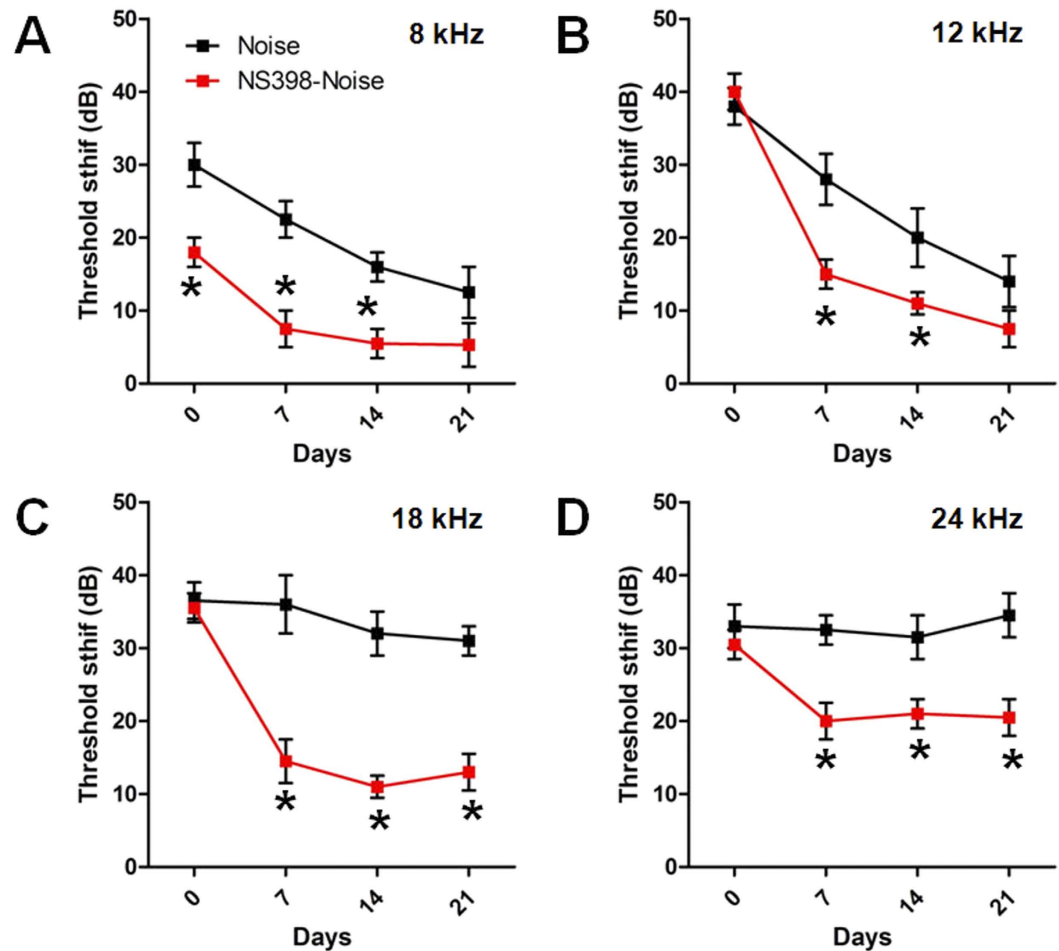 A
8 kHz
Noise
NS398-Noise
Threshold sthif (dB)
50
40
30
20
10
0
0 7 14 21
Days
*
*
*
B
12 kHz
Threshold sthif (dB)
50
40
30
20
10
0
0 7 14 21
Days
*
*
C
18 kHz
Threshold sthif (dB)
50
40
30
20
10
0
0 7 14 21
Days
*
*
*
D
24 kHz
Threshold sthif (dB)
50
40
30
20
10
0
0 7 14 21
Days
*
*
*